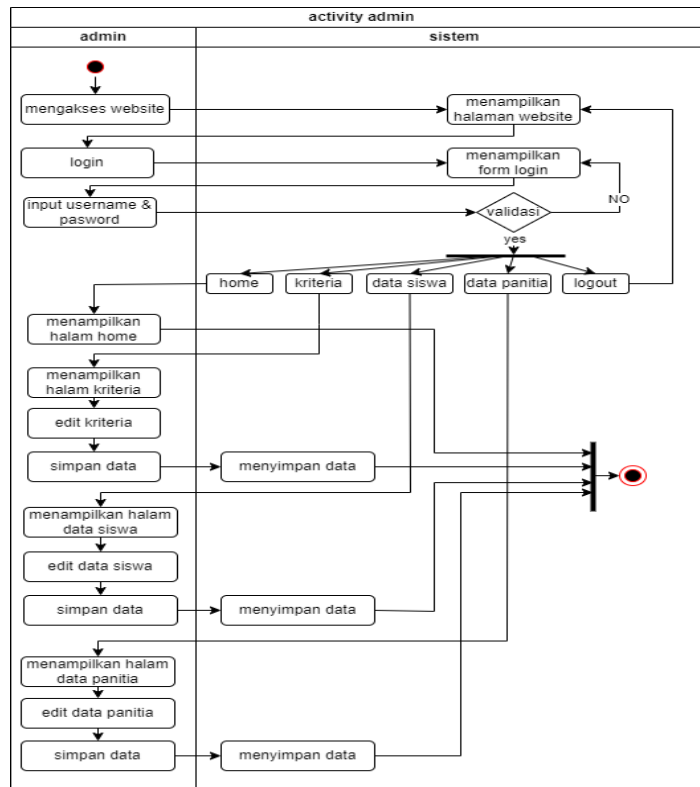 activity admin
admin
sistem
mengakses website
menampilkan
halaman website
login
menampilkan
form login
NO
input username &
pasword
validasi
yes
home
kriteria
data siswa
data panitia
logout
menampilkan
halam home
menampilkan
halam kriteria
edit kriteria
simpan data
menyimpan data
menampilkan halam
data siswa
edit data siswa
simpan data
menyimpan data
menampilkan halam
data panitia
edit data panitia
simpan data
menyimpan data